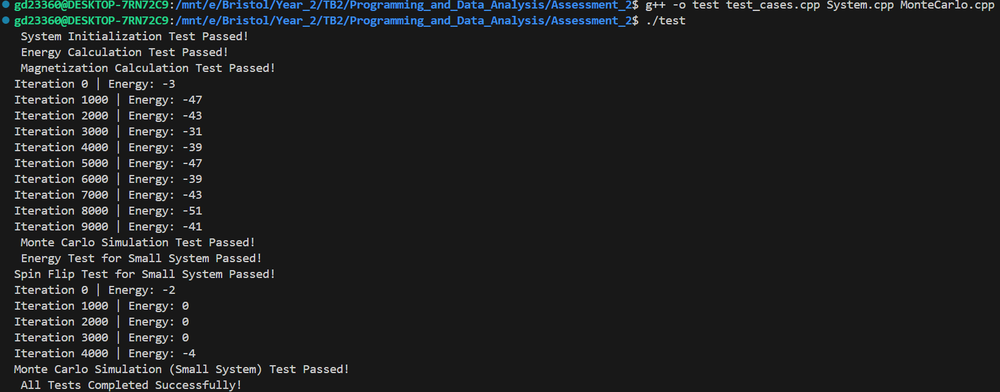 gd23360@DESKTOP-7RN72C9:/mnt/e/Bristol/Year_2/TB2/Programming_and_Data_Analysis/Assessment_2$ g++ -o test test_cases.cpp System.cpp MonteCarlo.cpp
gd23360@DESKTOP-7RN72C9:/mnt/e/Bristol/Year_2/TB2/Programming_and_Data_Analysis/Assessment_2$ ./test
System Initialization Test Passed!
Energy Calculation Test Passed!
Magnetization Calculation Test Passed!
Iteration 0 | Energy: -3
Iteration 1000 | Energy: -47
Iteration 2000 | Energy: -43
Iteration 3000 | Energy: -31
Iteration 4000 | Energy: -39
Iteration 5000 | Energy: -47
Iteration 6000 | Energy: -39
Iteration 7000 | Energy: -43
Iteration 8000 | Energy: -51
Iteration 9000 | Energy: -41
Monte Carlo Simulation Test Passed!
Energy Test for Small System Passed!
Spin Flip Test for Small System Passed!
Iteration 0 | Energy: -2
Iteration 1000 | Energy: 0
Iteration 2000 | Energy: 0
Iteration 3000 | Energy: 0
Iteration 4000 | Energy: -4
Monte Carlo Simulation (Small System) Test Passed!
All Tests Completed Successfully!